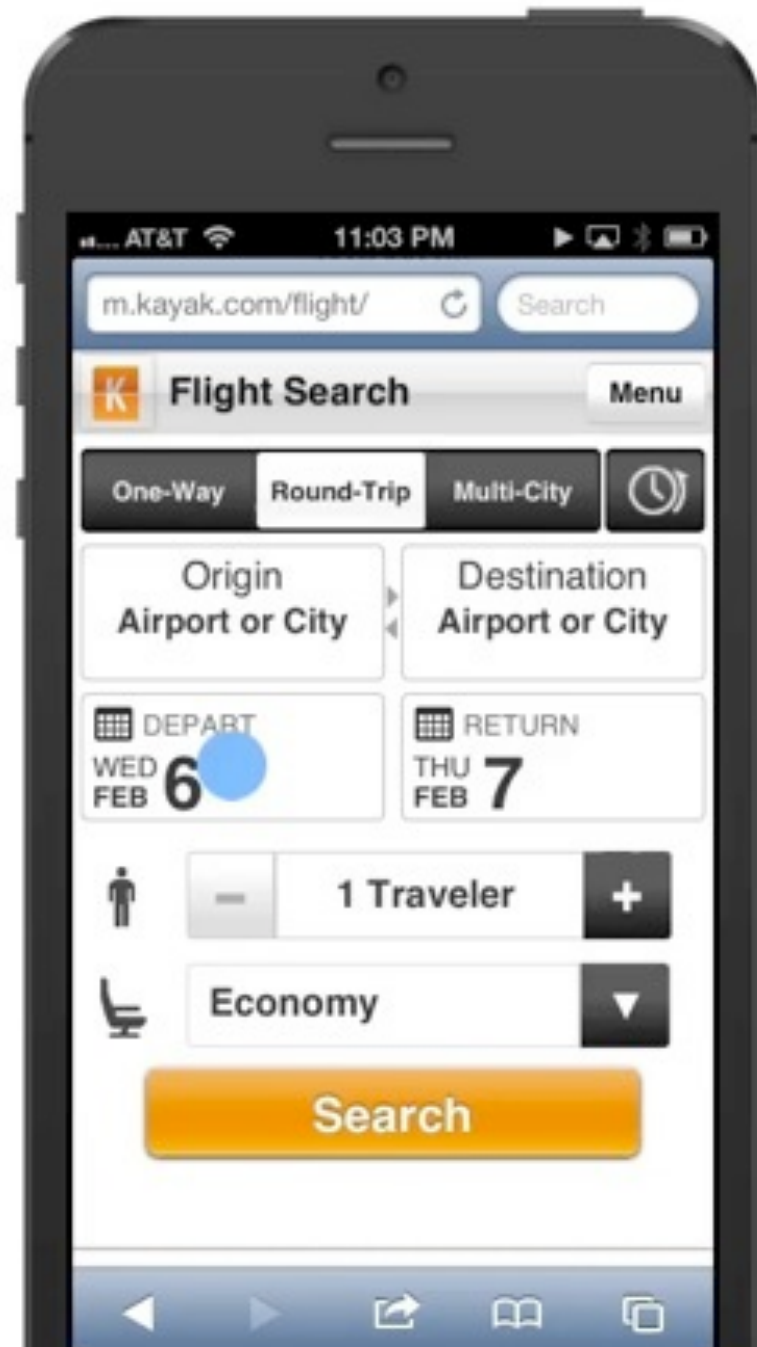 AT&T 11:03 PM
m.kayak.com/flight/ Search
K Flight Search Menu
One-Way Round-Trip Multi-City
Origin
Airport or City
Destination
Airport or City
DEPART
WED
FEB 6
RETURN
THU
FEB 7
1 Traveler
Economy
Search